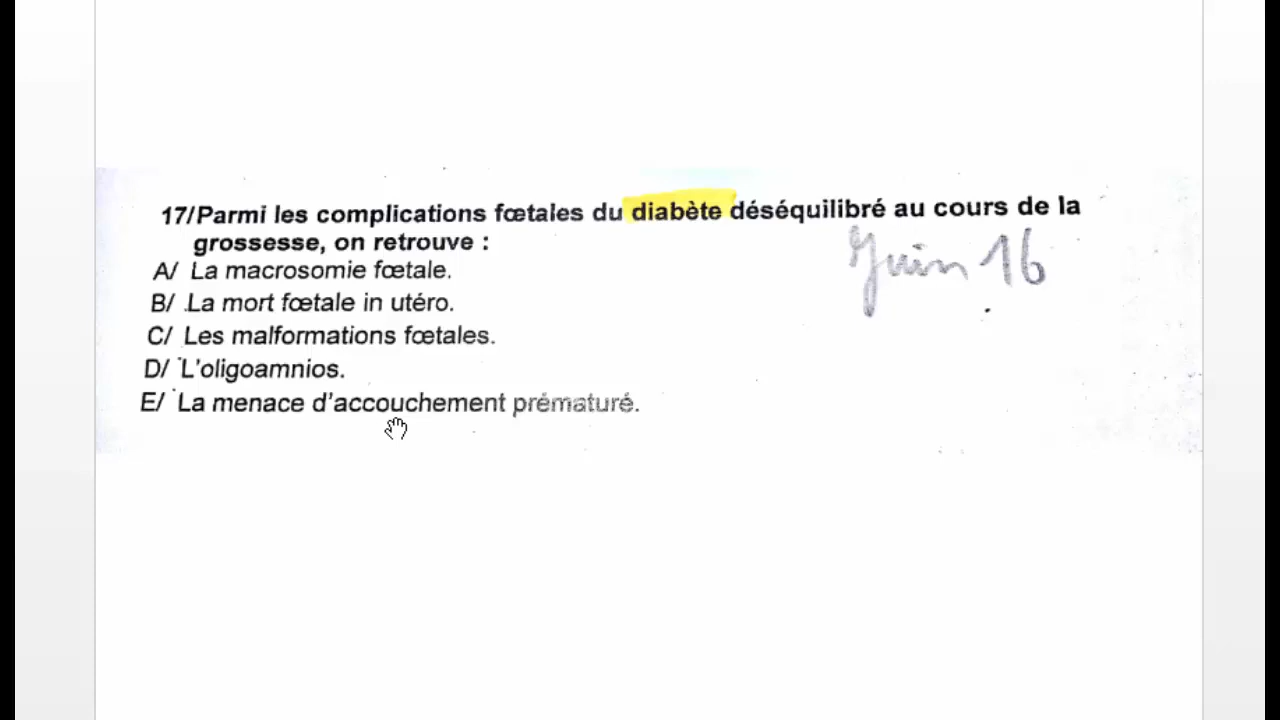 17/Parmi les complications fœtales du diabète déséquilibré au cours de la
grossesse, on retrouve :
Juin 16
A/ La macrosomie fœtale.
B/ La mort fœtale in utéro.
C/ Les malformations fœtales.
D/ L'oligoamnios.
E/ La menace d'accouchement prématuré.